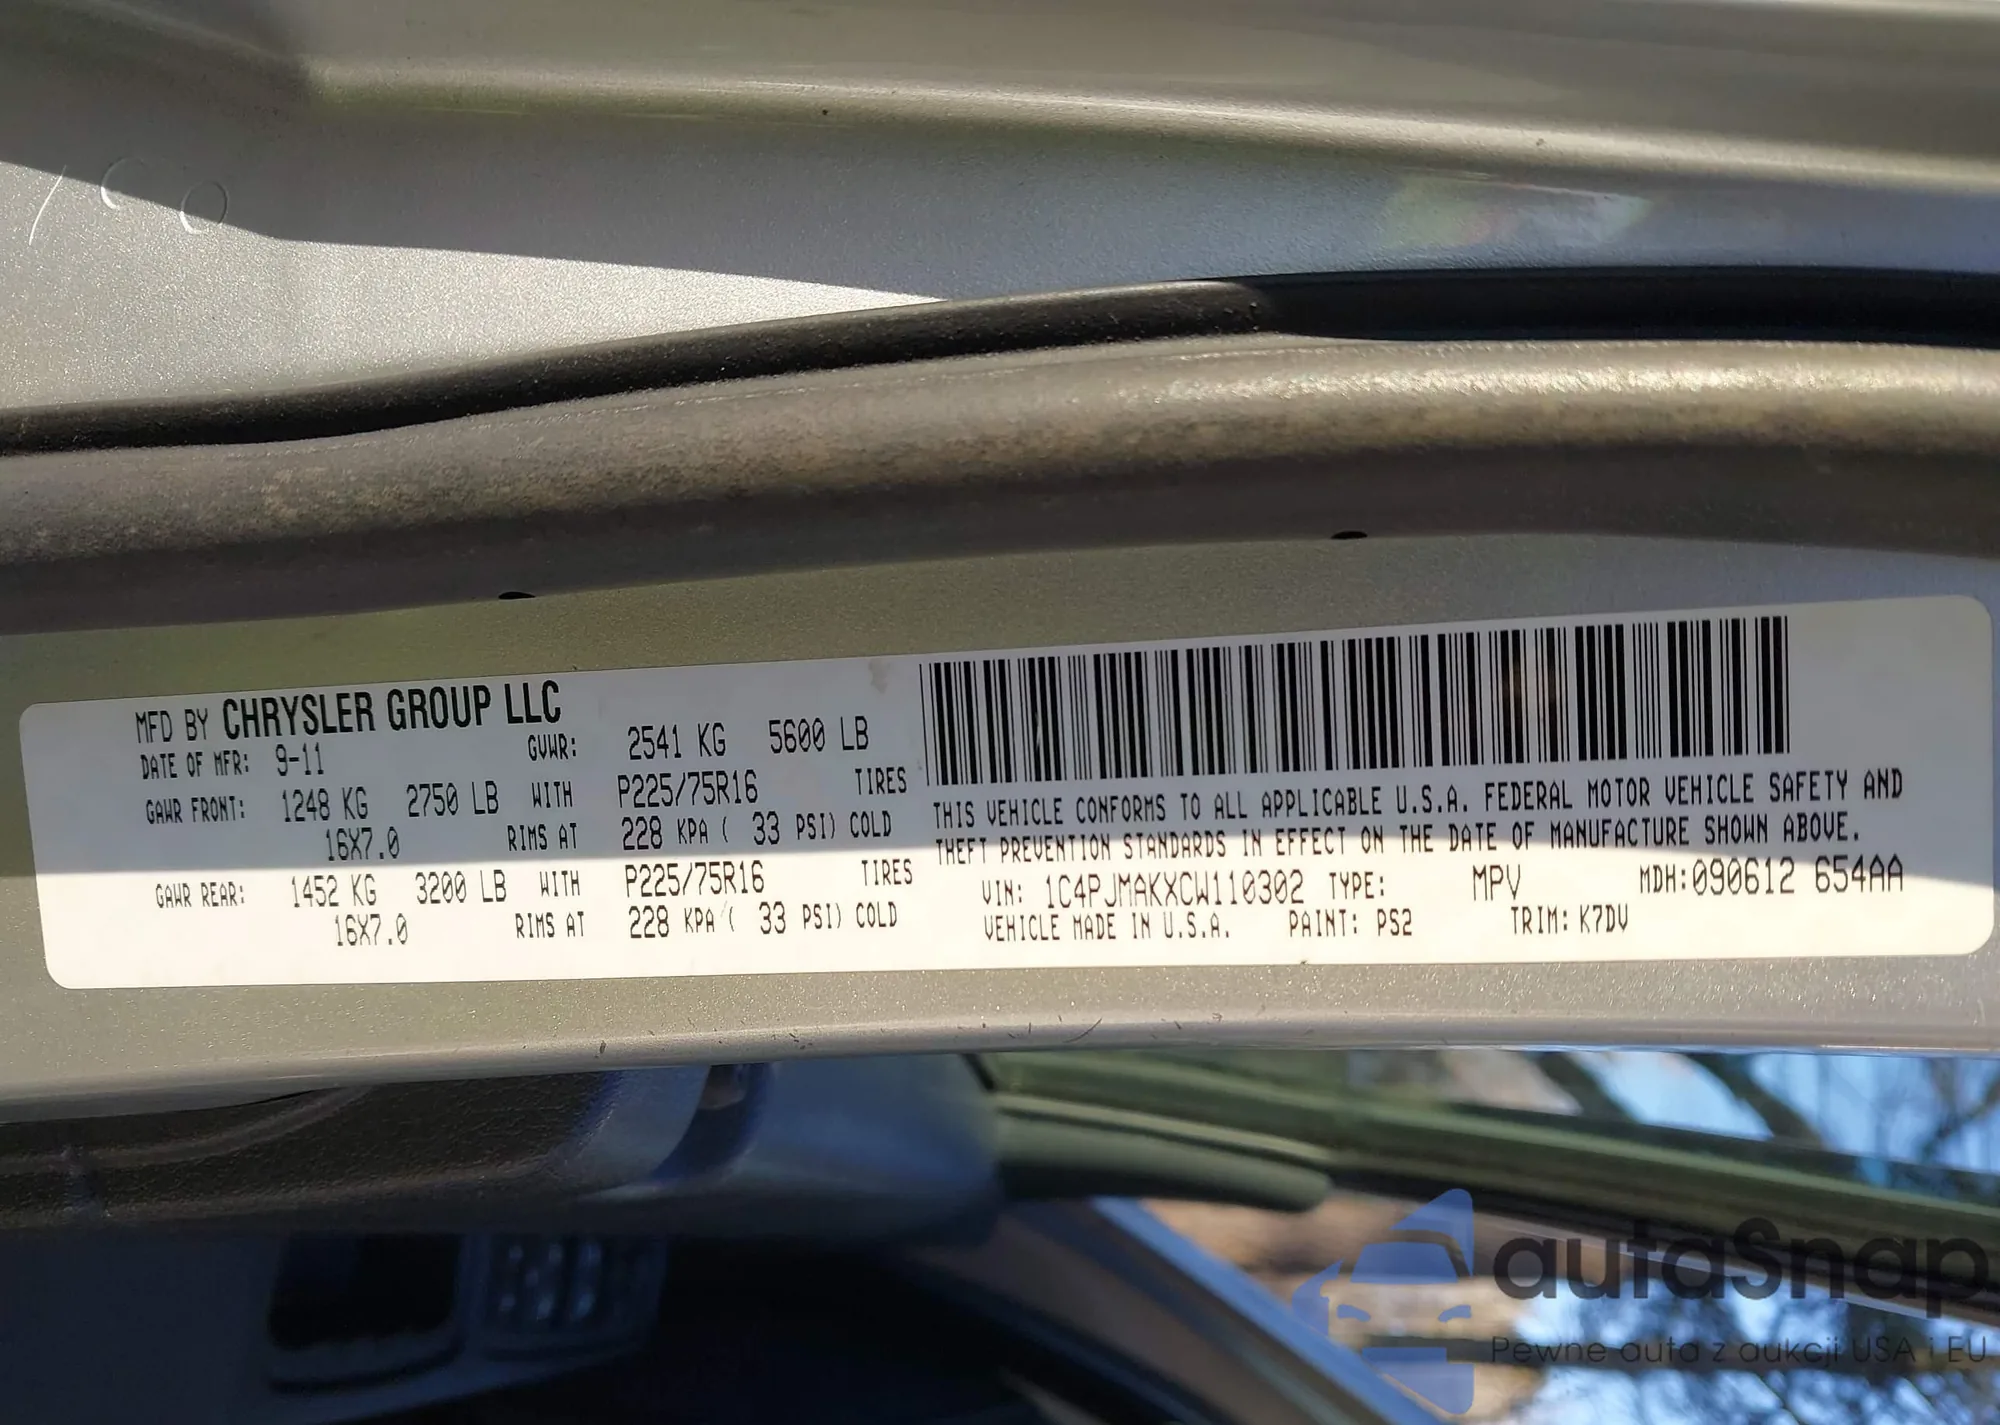 MFD BY CHRYSLER GROUP LLC
DATE OF MFR: 9-11 GVWR: 2541 KG 5600 LB
GAWR FRONT: 1248 KG 2750 LB WITH P225/75R16 TIRES
16X7.0 RIMS AT 228 KPA ( 33 PSI) COLD
GAWR REAR: 1452 KG 3200 LB WITH P225/75R16 TIRES
16X7.0 RIMS AT 228 KPA ( 33 PSI) COLD
THIS VEHICLE CONFORMS TO ALL APPLICABLE U.S.A. FEDERAL MOTOR VEHICLE SAFETY AND
THEFT PREVENTION STANDARDS IN EFFECT ON THE DATE OF MANUFACTURE SHOWN ABOVE.
VIN: 1C4PJMAKXCW110302 TYPE: MPV MDH:090612 654AA
VEHICLE MADE IN U.S.A. PAINT: PS2 TRIM: K7DV
autaSnap
Pewne auta z aukcji USA i EU